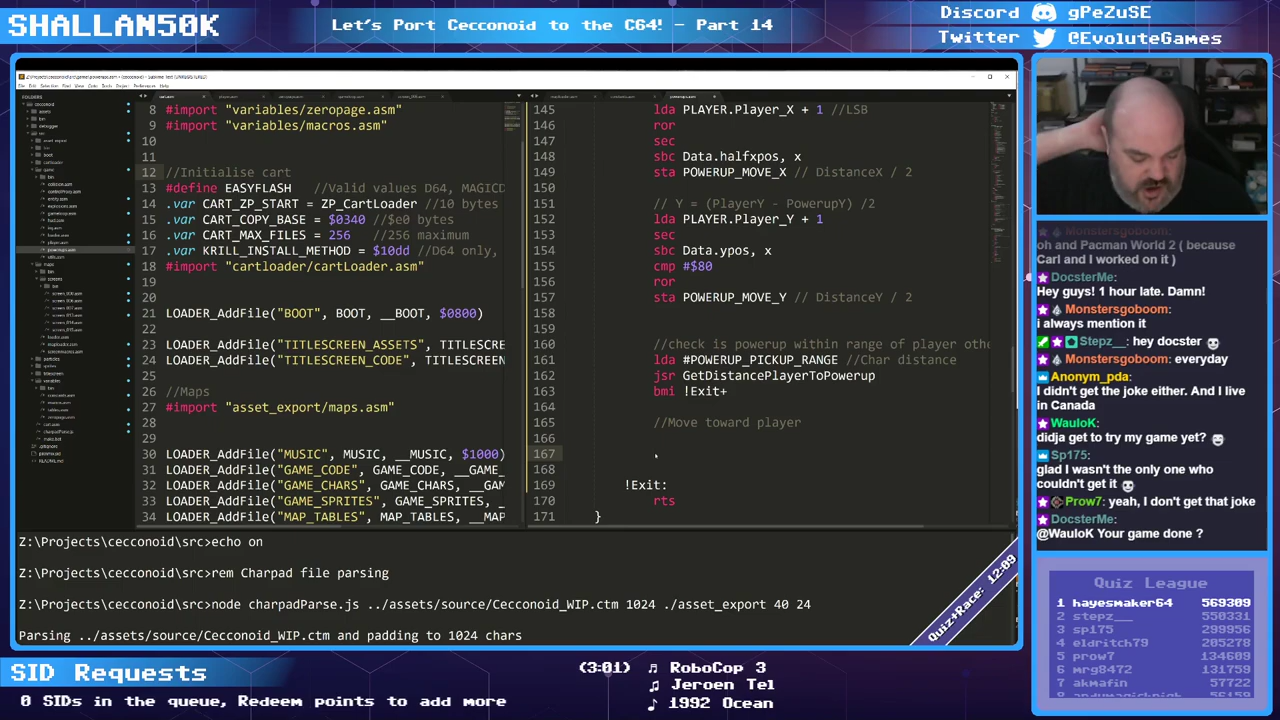 SHALLAN50K
Let's Port Cecconoid to the C64! - Part 14
Discord gPeZuSE
Twitter @EvoluteGames
8 #import "variables/zeropage.asm"
9 #import "variables/macros.asm"
10
11
12 //Initialise cart
13 #define EASYFLASH //Valid values D64, MAGICD
14 .var CART_ZP_START = ZP_CartLoader //10 bytes
15 .var CART_COPY_BASE = $0340 //$e0 bytes
16 .var CART_MAX_FILES = 256 //256 maximum
17 .var KRILL_INSTALL_METHOD = $10dd //D64 only,
18 #import "cartloader/cartLoader.asm"
19
20
21 LOADER_AddFile("BOOT", BOOT, __BOOT, $0800)
22
23 LOADER_AddFile("TITLESCREEN_ASSETS", TITLESCRE
24 LOADER_AddFile("TITLESCREEN_CODE", TITLESCREEN
25
26 //Maps
27 #import "asset_export/maps.asm"
28
29
30 LOADER_AddFile("MUSIC", MUSIC, __MUSIC, $1000)
31 LOADER_AddFile("GAME_CODE", GAME_CODE, __GAME_
32 LOADER_AddFile("GAME_CHARS", GAME_CHARS, __GA
33 LOADER_AddFile("GAME_SPRITES", GAME_SPRITES,
34 LOADER_AddFile("MAP_TABLES", MAP_TABLES, __MAP
145 lda PLAYER.Player_X + 1 //LSB
146 ror
147 sec
148 sbc Data.halfxpos, x
149 sta POWERUP_MOVE_X // DistanceX / 2
150
151 // Y = (PlayerY - PowerupY) /2
152 lda PLAYER.Player_Y + 1
153 sec
154 sbc Data.ypos, x
155 cmp #$80
156 ror
157 sta POWERUP_MOVE_Y // DistanceY / 2
158
159
160 //check is powerup within range of player othe
161 lda #POWERUP_PICKUP_RANGE //Char distance
162 jsr GetDistancePlayerToPowerup
163 bmi !Exit+
164
165 //Move toward player
166
167 .
168
169 !Exit:
170 rts
171 }
Z:\Projects\cecconoid\src>echo on
Z:\Projects\cecconoid\src>rem Charpad file parsing
Z:\Projects\cecconoid\src>node charpadParse.js ../assets/source/Cecconoid_WIP.ctm 1024 ./asset_export 40 24
Parsing ../assets/source/Cecconoid_WIP.ctm and padding to 1024 chars
Quiz+Race: 12:09
oh and Pacman World 2 ( because
Carl and I worked on it )
DocsterMe:
Hey guys! 1 hour late. Damn!
Monstersgoboom:
i always mention it
Stepz__: hey docster
Monstersgoboom:
everyday
Anonym_pda:
I didn't get the joke either. And I live
in Canada
WauloK:
didja get to try my game yet?
Sp175:
glad I wasn't the only one who
couldn't get it
Prow7: yeah, I don't get that joke
DocsterMe:
@WauloK Your game done ?
Quiz League
1 hayesmaker64 569309
2 stepz__ 550331
3 sp175 299956
4 eldritch79 205278
5 prow7 134609
6 mrg8472 131759
7 akmafin 57722
SID Requests
0 SIDs in the queue, Redeem points to add more
(3:01) RoboCop 3
Jeroen Tel
1992 Ocean